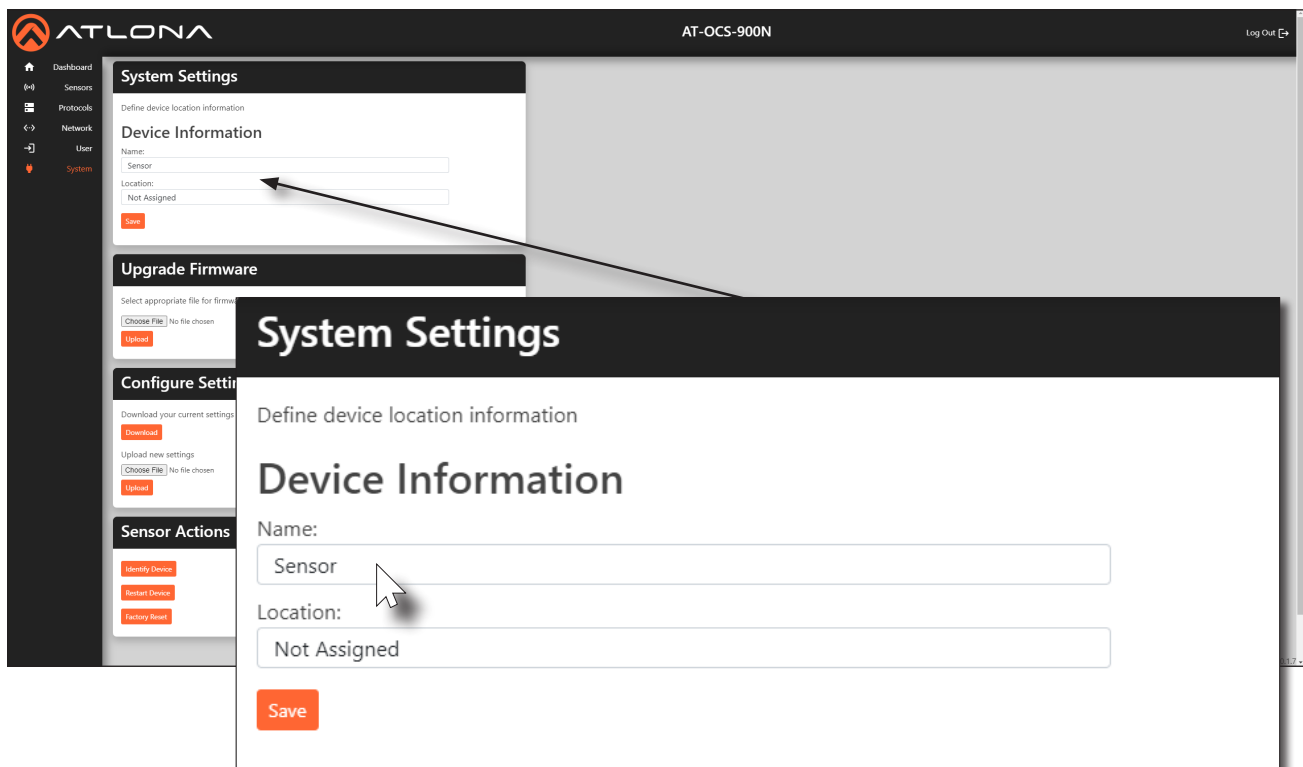 ATLONA
AT-OCS-900N
Log Out
Dashboard
Sensors
Protocols
Network
User
System
System Settings
Define device location information
Device Information
Name:
Sensor
Location:
Not Assigned
Save
Upgrade Firmware
Select appropriate file for
Choose File No file chosen
Upload
Configure
Download your current settings
Download
Upload new settings
Choose File No file chosen
Upload
Sensor Actions
Identify Device
Restart Device
Factory Reset
System Settings
Define device location information
Device Information
Name:
Sensor
Location:
Not Assigned
Save